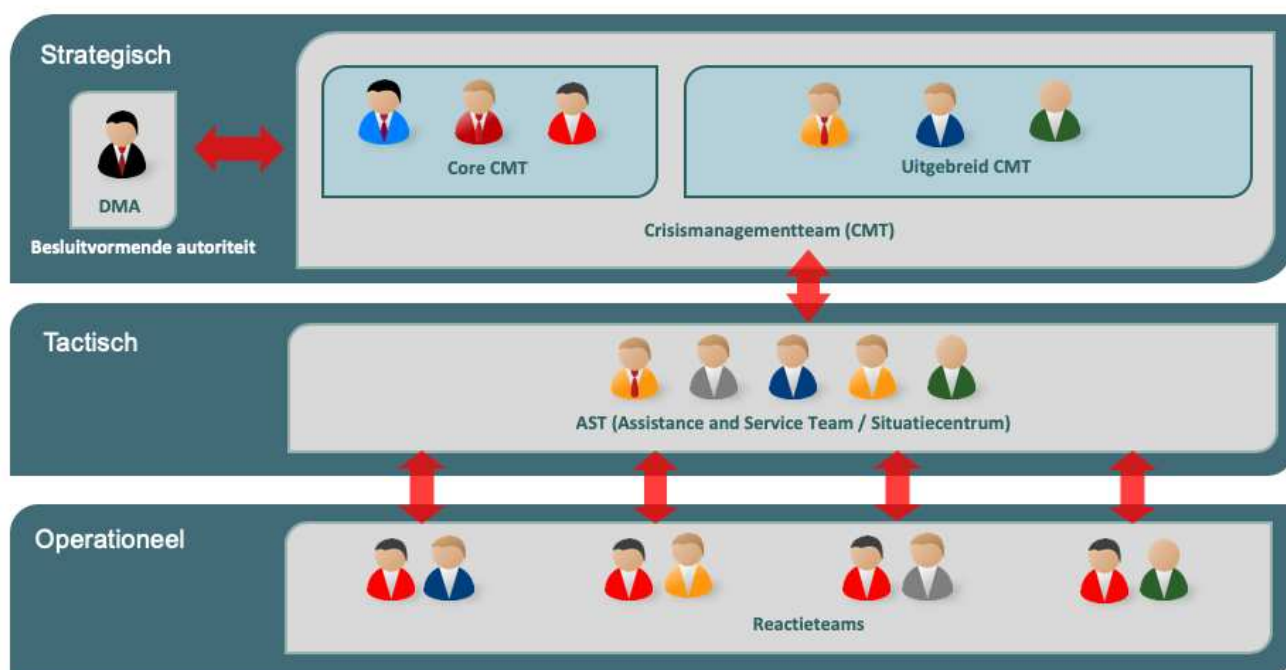 Strategisch
DMA
Besluitvormende autoriteit
Core CMT
Uitgebreid CMT
Crisismanagementteam (CMT)
Tactisch
AST (Assistance and Service Team / Situatiecentrum)
Operationeel
Reactieteams